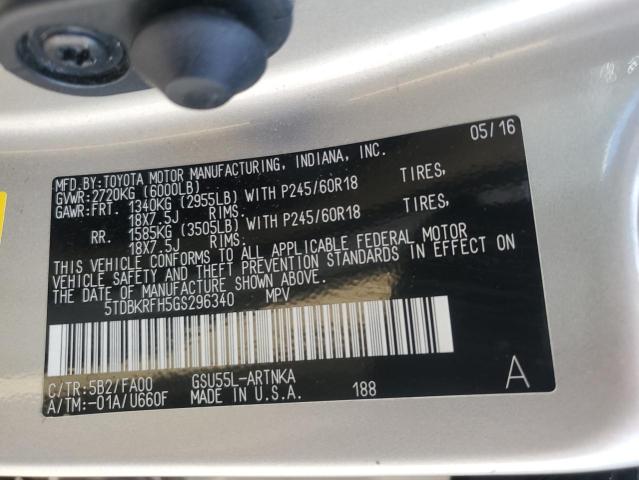 05/16
MFD.BY:TOYOTA MOTOR MANUFACTURING, INDIANA, INC.
GVWR:2720KG (6000LB)
GAWR:FRT. 1340KG (2955LB) WITH P245/60R18 TIRES,
18X7.5J RIMS.
RR. 1585KG (3505LB) WITH P245/60R18 TIRES,
18X7.5J RIMS.
THIS VEHICLE CONFORMS TO ALL APPLICABLE FEDERAL MOTOR
VEHICLE SAFETY AND THEFT PREVENTION STANDARDS IN EFFECT ON
THE DATE OF MANUFACTURE SHOWN ABOVE.
5TDBKRFH5GS296340 MPV
C/TR:5B2/FA00 GSU55L-ARTNKA
A/TM:-01A/U660F MADE IN U.S.A. 188 A